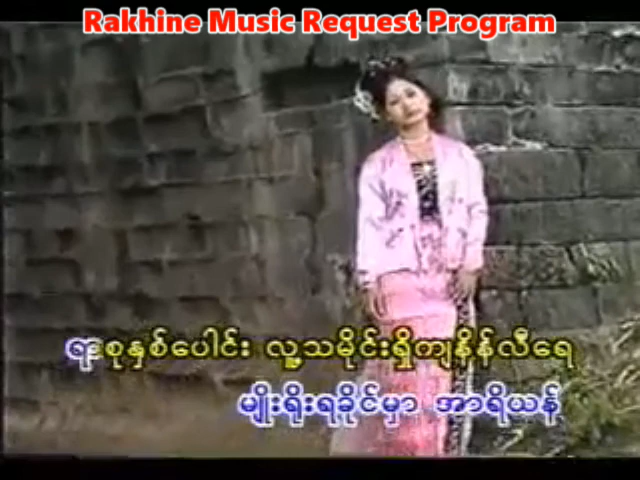 Rakhine Music Request Program
ရာစုနှစ်ပေါင်း လူ့သမိုင်းရှိကျနိန်လီရေ
မျိုးရိုးရခိုင်မှာ အာရိယန်